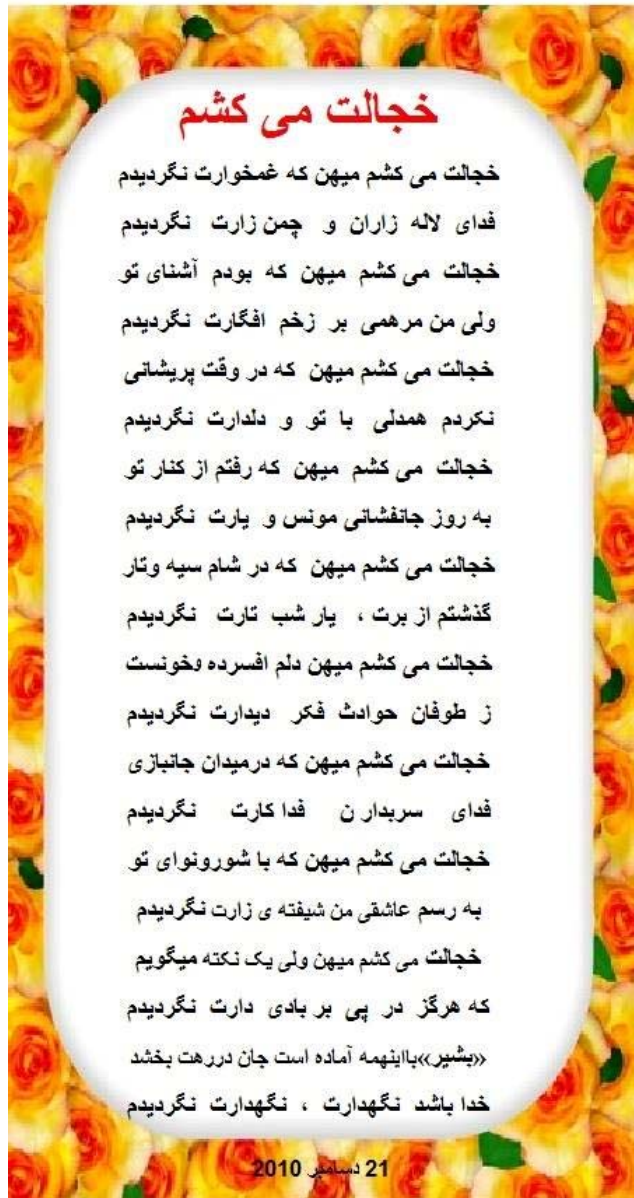 خجالت می کشم
خجالت می کشم میهن که غمخوارت نگردیدم
فدای لاله زاران و چمن زارت نگردیدم
خجالت می کشم میهن که بودم آشنای تو
ولی من مرهمی بر زخم افگارت نگردیدم
خجالت می کشم میهن که در وقت پریشانی
نکردم همدلی با تو و دلدارت نگردیدم
خجالت می کشم میهن که رفتم از کنار تو
به روز جانفشانی مونس و یارت نگردیدم
خجالت می کشم میهن که در شام سیه وتار
گذشتم از برت ، یار شب تارت نگردیدم
خجالت می کشم میهن دلم افسرده وخونست
ز طوفان حوادث فکر دیدارت نگردیدم
خجالت می کشم میهن که درمیدان جانبازی
فدای سربدار ن فدا کارت نگردیدم
خجالت می کشم میهن که با شورونوای تو
به رسم عاشقی من شیفته ی زارت نگردیدم
خجالت می کشم میهن ولی یک نکته میگویم
که هرگز در پی بر بادی دارت نگردیدم
«بشیر»بااینهمه آماده است جان دررهت بخشد
خدا باشد نگهدارت ، نگهدارت نگردیدم
21 دسامبر 2010